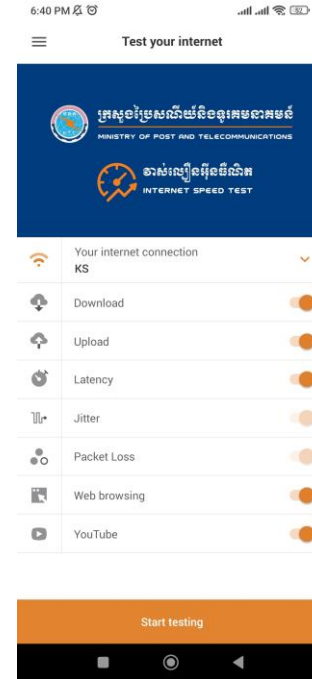 6:40 PM
82
Test your internet
ក្រសួងប្រៃសណីយ៍និងទូរគមនាគមន៍
MINISTRY OF POST AND TELECOMMUNICATIONS
វាស់ល្បឿនអ៊ីនធឺណិត
INTERNET SPEED TEST
Your internet connection
KS
Download
Upload
Latency
Jitter
Packet Loss
Web browsing
YouTube
Start testing